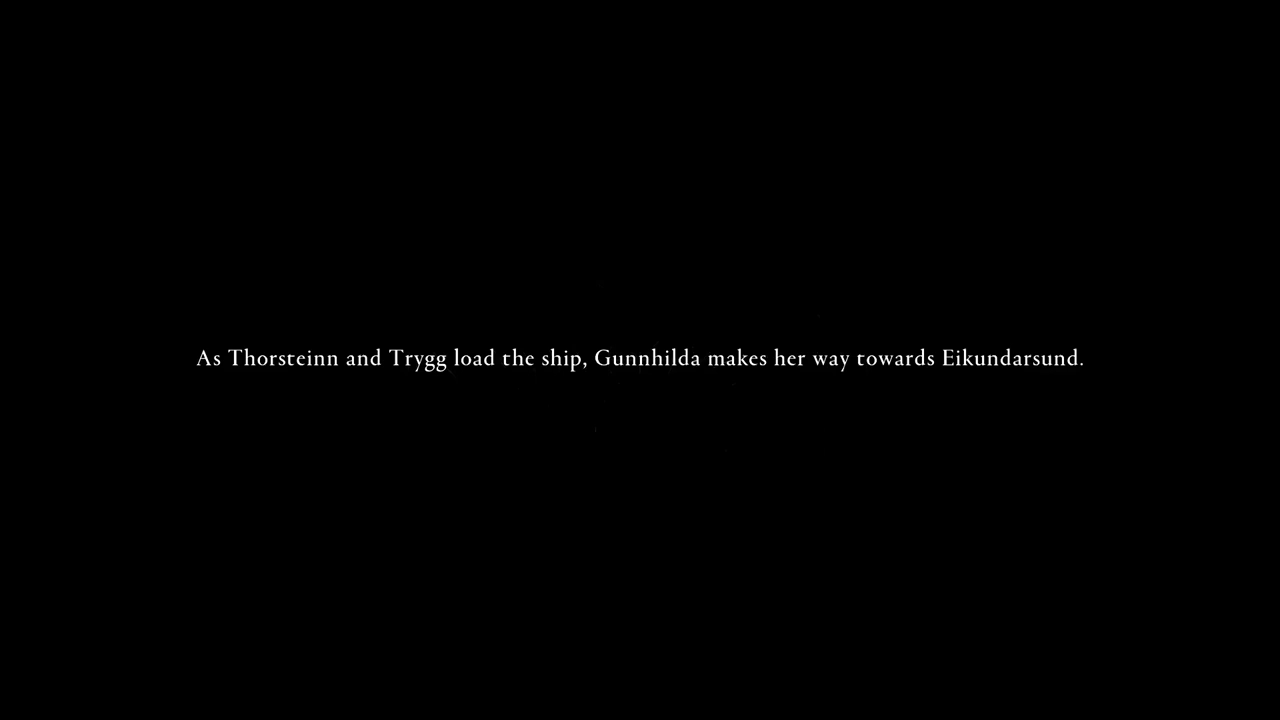 As Thorsteinn and Trygg load the ship, Gunnhilda makes her way towards Eikundarsund.